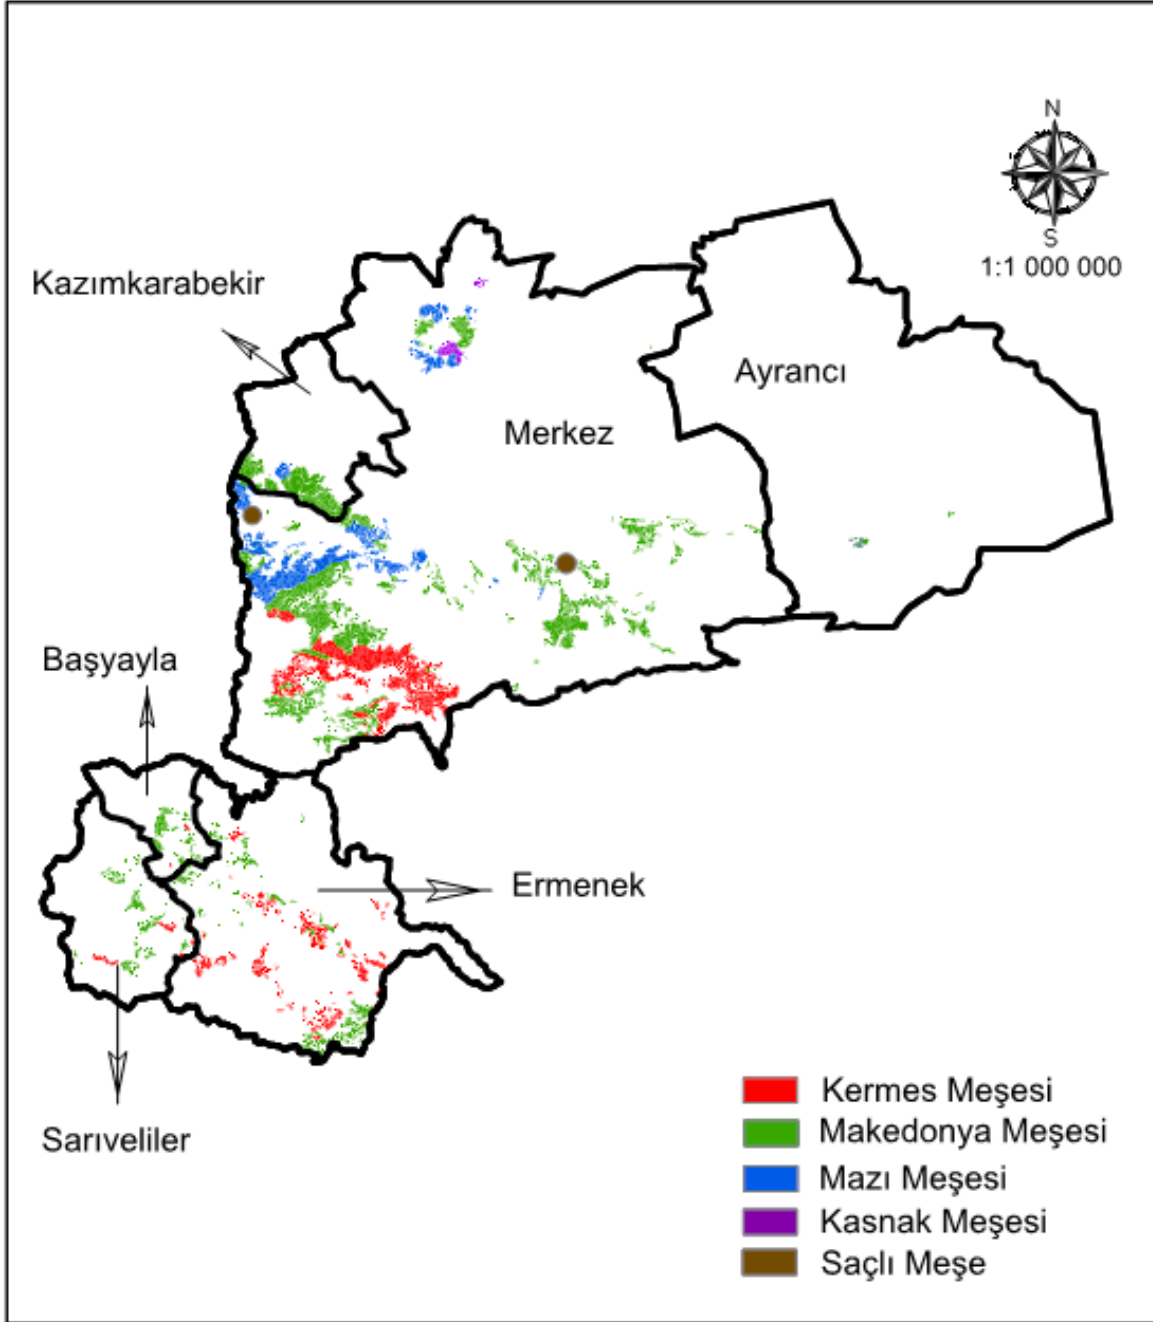 N
S
1:1 000 000
Kazımkarabekir
Ayrancı
Merkez
Başyayla
Ermenek
Sarıveliler
Kermes Meşesi
Makedonya Meşesi
Mazı Meşesi
Kasnak Meşesi
Saçlı Meşe